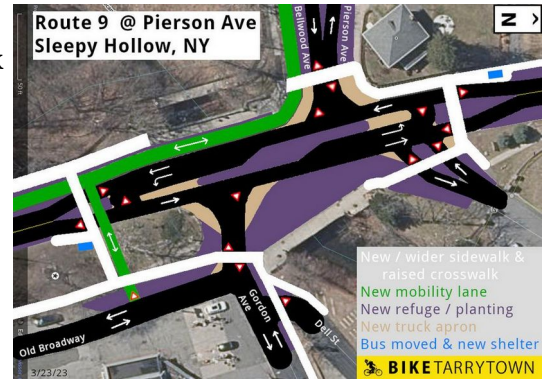 Route 9 @ Pierson Ave
Sleepy Hollow, NY
Bellwood Ave
Pierson Ave
N
50 ft
New / wider sidewalk &
raised crosswalk
New mobility lane
New refuge / planting
New truck apron
Bus moved & new shelter
BIKETARRYTOWN
Gordon
Ave
Dell St
Old Broadway
3/23/23